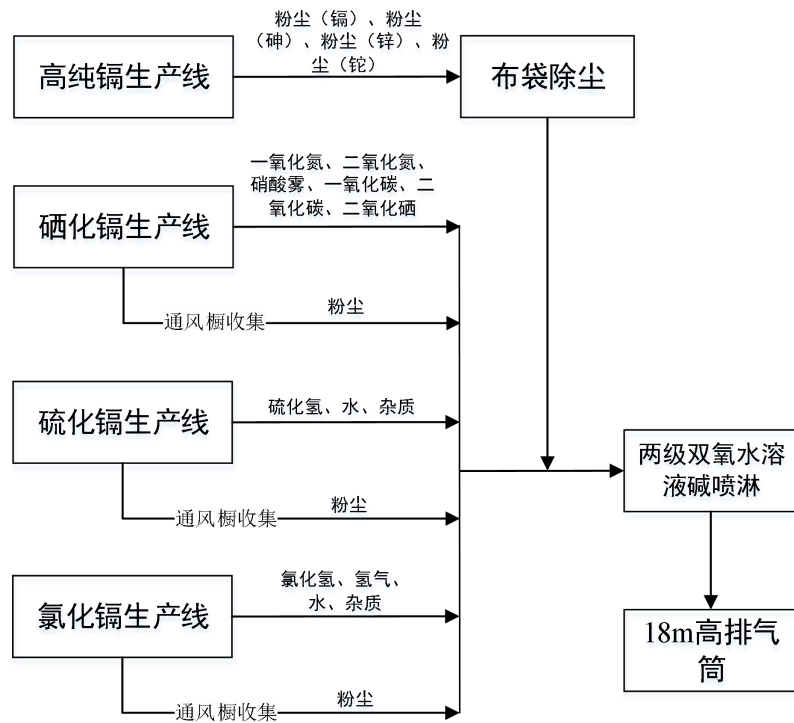 粉尘（镉）、粉尘
（砷）、粉尘（锌）、粉
尘（铊）
高纯镉生产线
布袋除尘
一氧化氮、二氧化氮、
硝酸雾、一氧化碳、二
氧化碳、二氧化硒
硒化镉生产线
通风橱收集
粉尘
硫化镉生产线
硫化氢、水、杂质
两级双氧水溶
液碱喷淋
通风橱收集
粉尘
氯化镉生产线
氯化氢、氢气、
水、杂质
18m高排气
筒
通风橱收集
粉尘